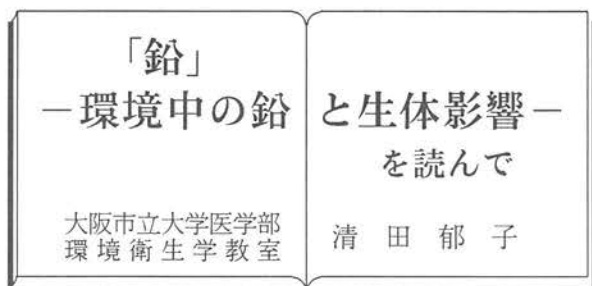 「鉛」
－環境中の鉛と生体影響－
を読んで
大阪市立大学医学部
環境衛生学教室
清田郁子